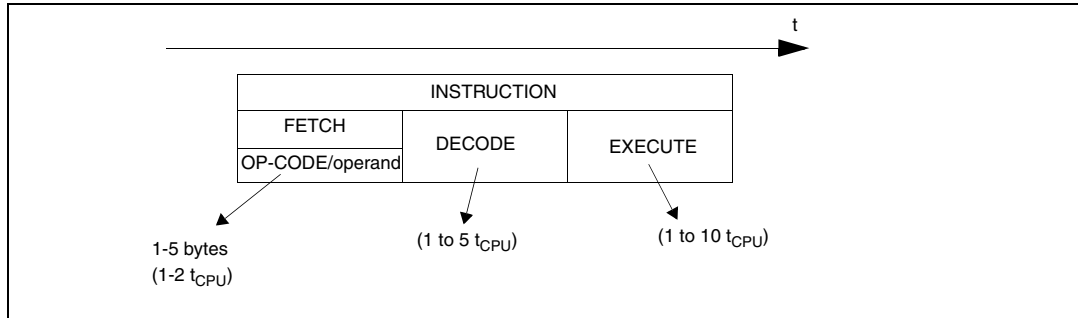 t
INSTRUCTION
FETCH
OP-CODE/operand
DECODE
EXECUTE
1-5 bytes
(1-2 tCPU)
(1 to 5 tCPU)
(1 to 10 tCPU)